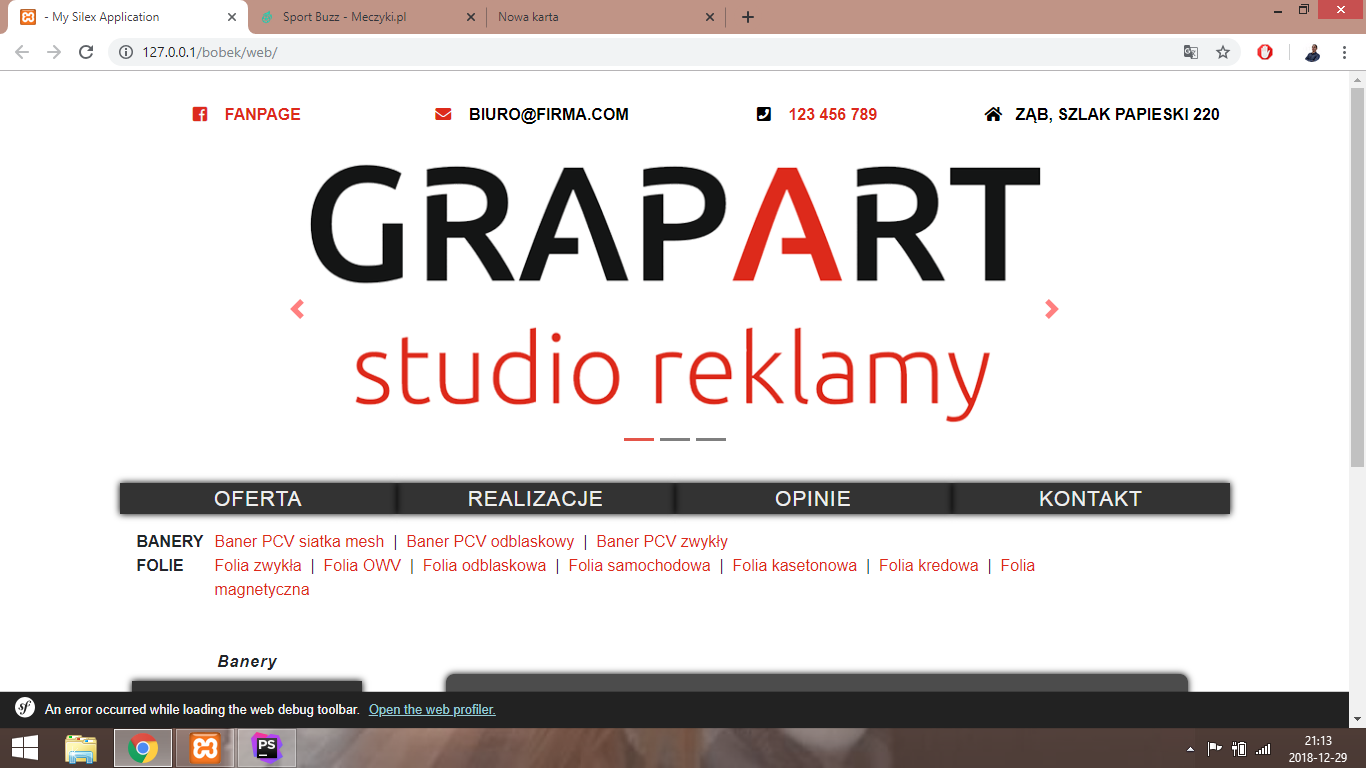 - My Silex Application
Sport Buzz - Meczyki.pl
Nowa karta
127.0.0.1/bobek/web/
FANPAGE
BIURO@FIRMA.COM
123 456 789
ZĄB, SZLAK PAPIESKI 220
GRAPART
studio reklamy
OFERTA
REALIZACJE
OPINIE
KONTAKT
BANERY Baner PCV siatka mesh | Baner PCV odblaskowy | Baner PCV zwykły
FOLIE Folia zwykła | Folia OWV | Folia odblaskowa | Folia samochodowa | Folia kasetonowa | Folia kredowa | Folia
magnetyczna
Banery
sf An error occurred while loading the web debug toolbar. Open the web profiler.
PS
21:13
2018-12-29